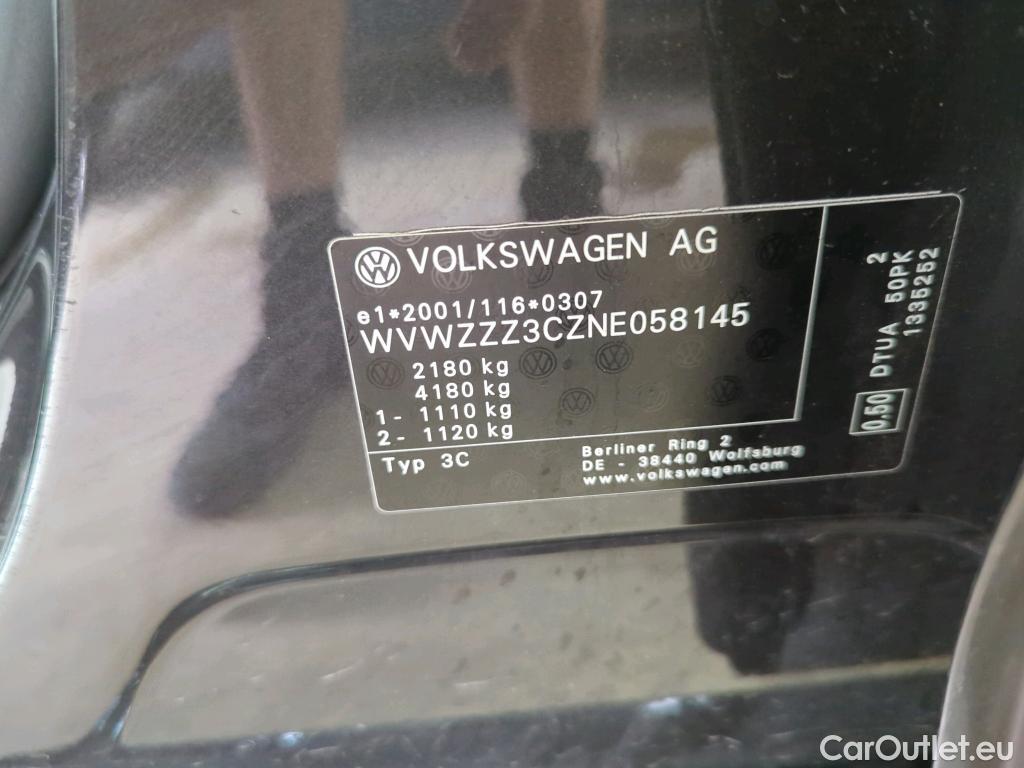 VOLKSWAGEN AG
e1*2001/116*0307
WVWZZZ3CZNE058145
2180 kg
4180 kg
1- 1110 kg
2- 1120 kg
Typ 3C
Berliner Ring 2
DE - 38440 Wolfsburg
www.volkswagen.com
2
DTUA 50PK
1335252
0.50
CarOutlet.eu